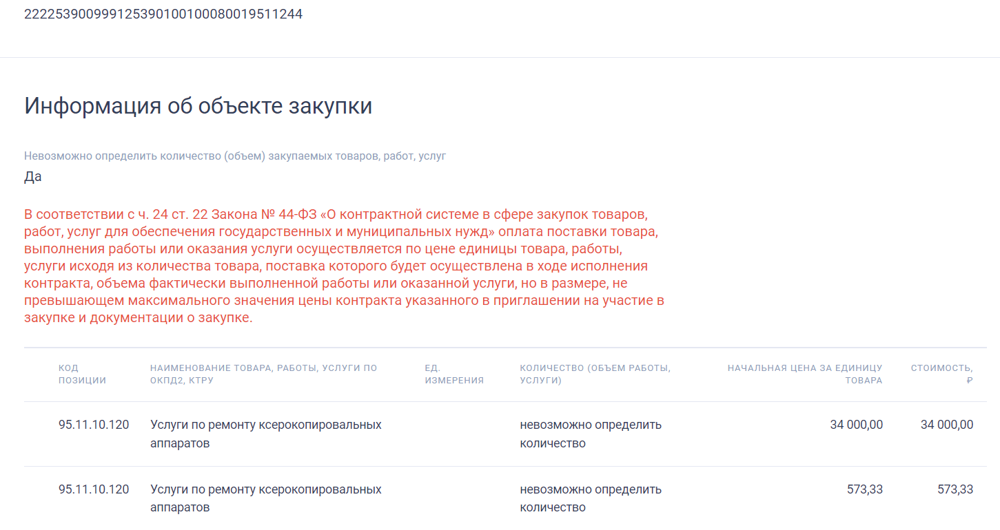 222253900999125390100100080019511244
Информация об объекте закупки
Невозможно определить количество (объем) закупаемых товаров, работ, услуг
Да
В соответствии с ч. 24 ст. 22 Закона № 44-ФЗ «О контрактной системе в сфере закупок товаров,
работ, услуг для обеспечения государственных и муниципальных нужд» оплата поставки товара,
выполнения работы или оказания услуги осуществляется по цене единицы товара, работы,
услуги исходя из количества товара, поставка которого будет осуществлена в ходе исполнения
контракта, объема фактически выполненной работы или оказанной услуги, но в размере, не
превышающем максимального значения цены контракта указанного в приглашении на участие в
закупке и документации о закупке.
КОД
ПОЗИЦИИ
НАИМЕНОВАНИЕ ТОВАРА, РАБОТЫ, УСЛУГИ ПО
ОКПД2, КТРУ
ЕД.
ИЗМЕРЕНИЯ
КОЛИЧЕСТВО (ОБЪЕМ РАБОТЫ,
УСЛУГИ)
НАЧАЛЬНАЯ ЦЕНА ЗА ЕДИНИЦУ
ТОВАРА
СТОИМОСТЬ,
₽
95.11.10.120
Услуги по ремонту ксерокопировальных
аппаратов
невозможно определить
количество
34 000,00
34 000,00
95.11.10.120
Услуги по ремонту ксерокопировальных
аппаратов
невозможно определить
количество
573,33
573,33